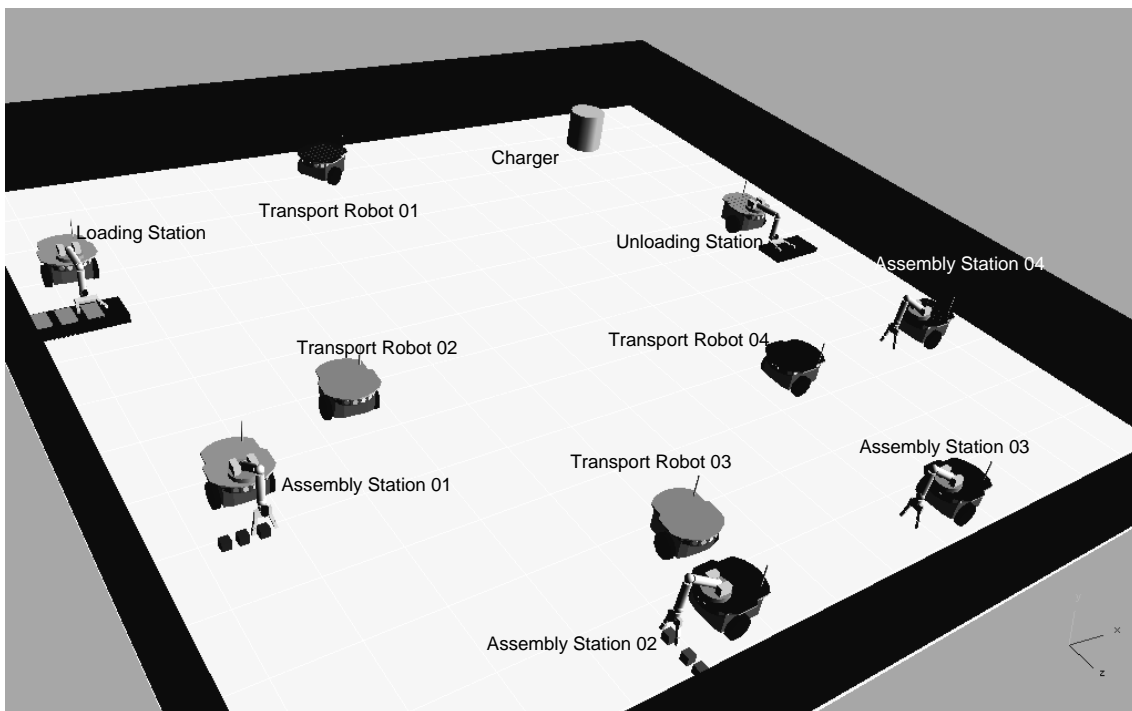 Charger
Transport Robot 01
Loading Station
Unloading Station
Assembly Station 04
Transport Robot 02
Transport Robot 04
Assembly Station 03
Transport Robot 03
Assembly Station 01
Assembly Station 02
y
x
z